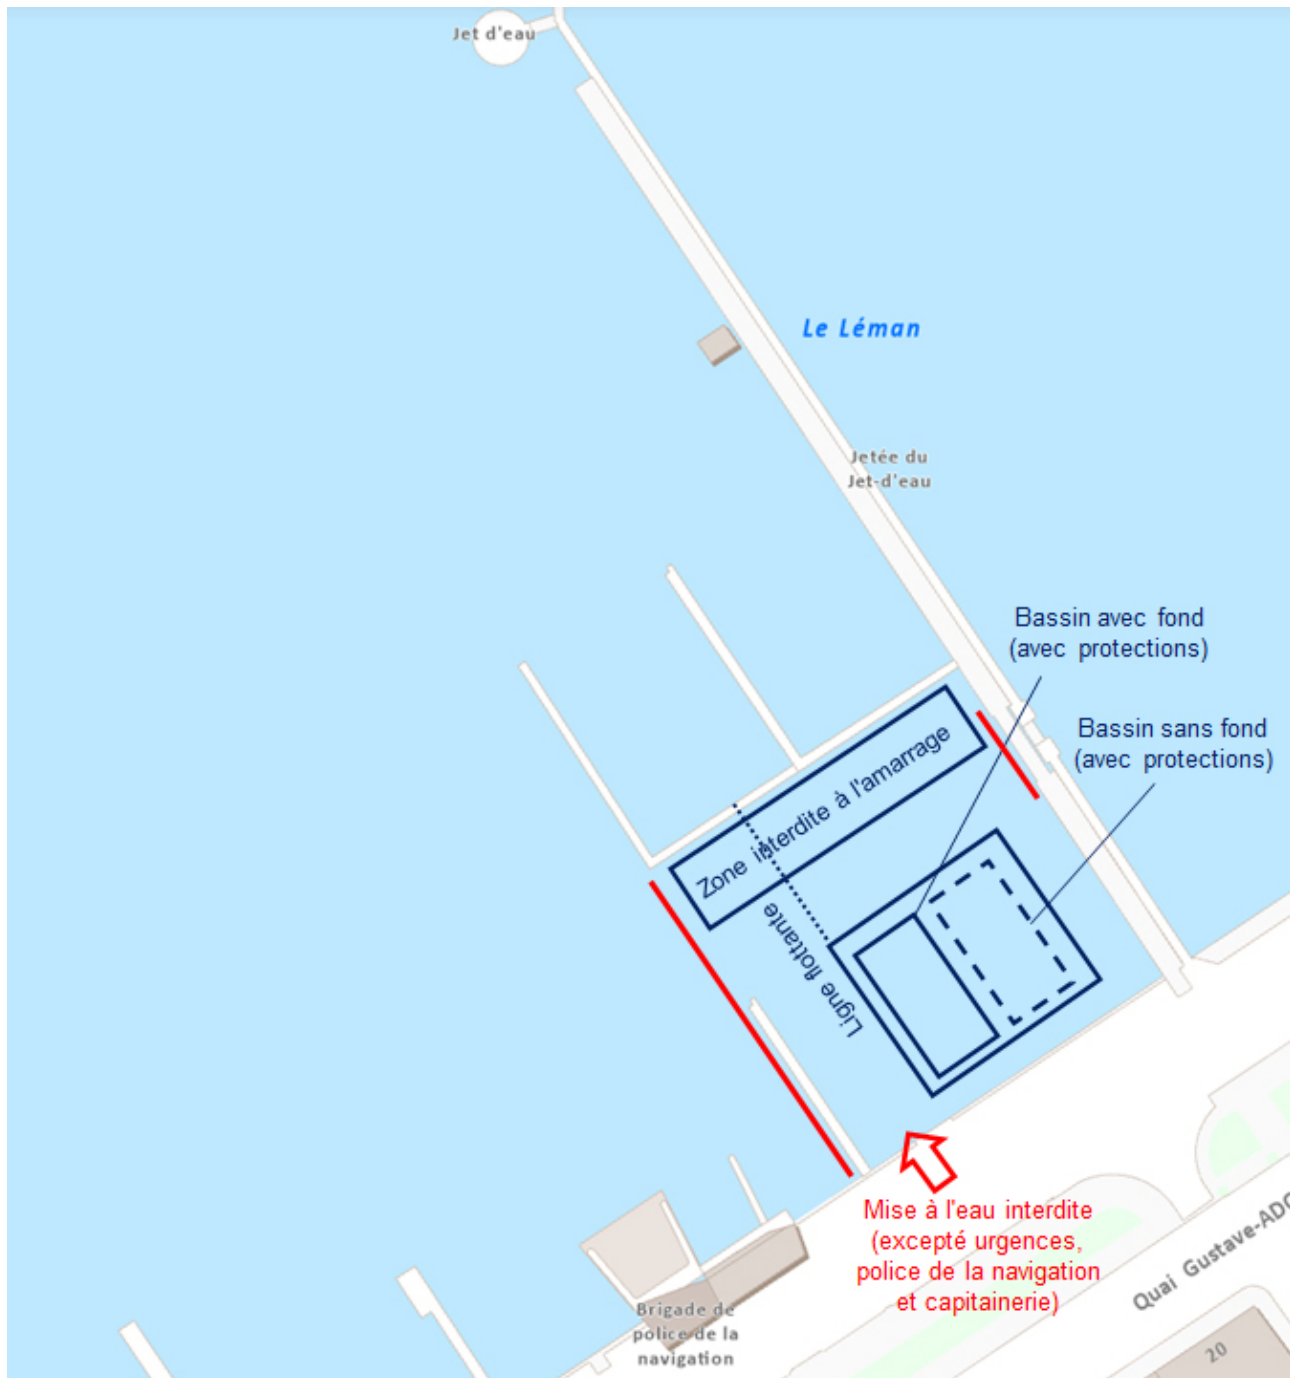 Jet d'eau
Le Léman
Jetée du
Jet-d'eau
Bassin avec fond
(avec protections)
Bassin sans fond
(avec protections)
Zone interdite à l'amarrage
Ligne flottante
Mise à l'eau interdite
(excepté urgences,
police de la navigation
et capitainerie)
Quai Gustave-ADO
Brigade de
police de la
navigation
20